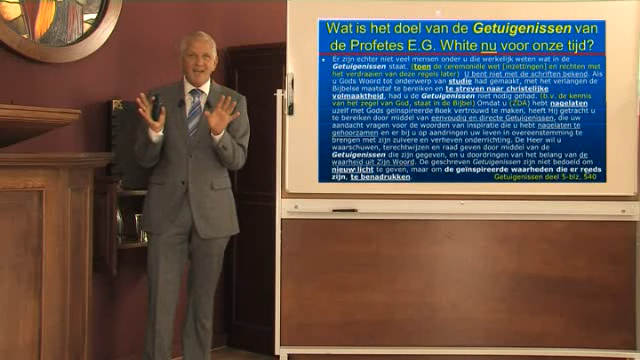 Wat is het doel van de Getuigenissen van
de Profetes E.G. White nu voor onze tijd?
Er zijn echter niet veel mensen onder u die werkelijk weten wat in de
Getuigenissen staat. (toen de ceremoniële wet [inzettingen] en rechten met
het verdraaien van deze regels later) U bent niet met de schriften bekend. Als
u Gods Woord tot onderwerp van studie had gemaakt, met het verlangen de
Bijbelse maatstaf te bereiken en te streven naar christelijke
volmaaktheid, had u de Getuigenissen niet nodig gehad. (b.v. de kennis
van het zegel van God, staat in de Bijbel) Omdat u (ZDA) hebt nagelaten
uzelf met Gods geïnspireerde Boek vertrouwd te maken, heeft Hij getracht u
te bereiken door middel van eenvoudig en directe Getuigenissen, die uw
aandacht vragen voor de woorden van inspiratie die u hebt nagelaten te
gehoorzamen en er bij u op aandringen uw leven in overeenstemming te
brengen met zijn zuivere en verheven onderrichting. De Heer wil u
waarschuwen, terechtwijzen en raad geven door middel van de
Getuigenissen die zijn gegeven, en u doordringen van het belang van de
waarheid uit Zijn Woord. De geschreven Getuigenissen zijn niet bedoeld om
nieuw licht te geven, maar om de geïnspireerde waarheden die er reeds
zijn, te benadrukken.
Getuigenissen deel 5-blz. 540